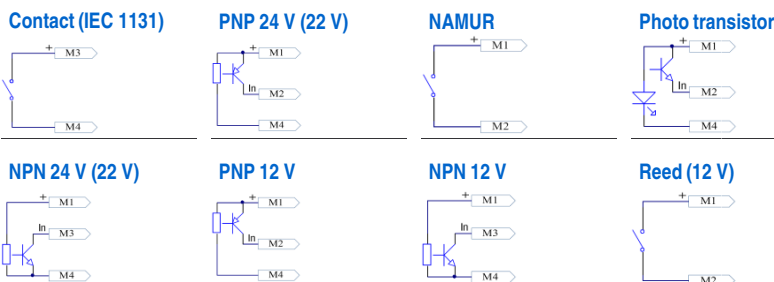 Contact (IEC 1131)
PNP 24 V (22 V)
NAMUR
Photo transistor
+ M3
M4
+ M1
In M2
M4
+ M1
M2
+ M1
In M2
M4
NPN 24 V (22 V)
PNP 12 V
NPN 12 V
Reed (12 V)
+ M1
In M3
M4
+ M1
In M2
M4
+ M1
In M3
M4
+ M1
M2